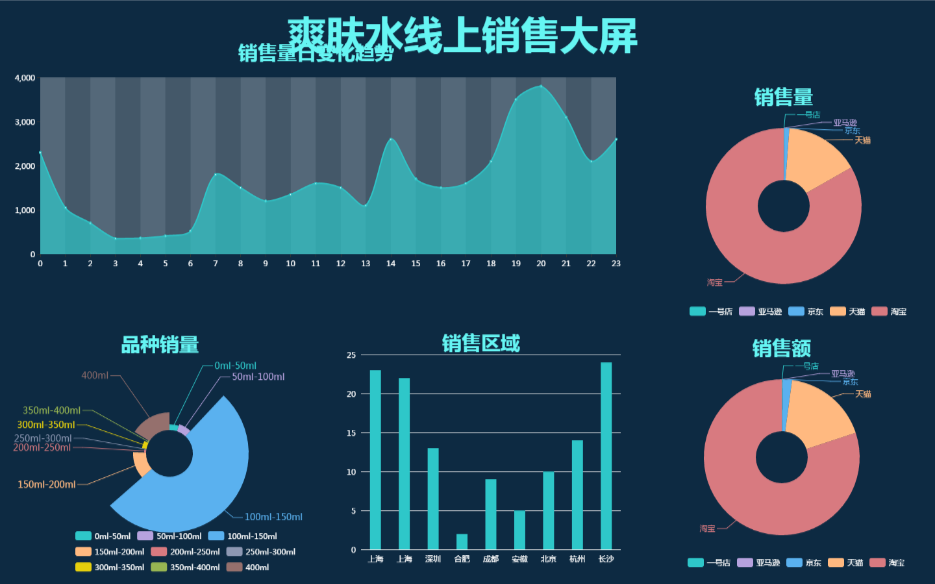 爽肤水线上销售大屏
销售量日变化趋势
4,000
3,000
2,000
1,000
0
0 1 2 3 4 5 6 7 8 9 10 11 12 13 14 15 16 17 18 19 20 21 22 23
销售量
一号店
亚马逊
京东
天猫
淘宝
一号店 亚马逊 京东 天猫 淘宝
品种销量
0ml-50ml
50ml-100ml
400ml
350ml-400ml
300ml-350ml
250ml-300ml
200ml-250ml
150ml-200ml
100ml-150ml
0ml-50ml 50ml-100ml 100ml-150ml
150ml-200ml 200ml-250ml 250ml-300ml
300ml-350ml 350ml-400ml 400ml
销售区域
25
20
15
10
5
0
上海 上海 深圳 合肥 成都 安徽 北京 杭州 长沙
销售额
一号店
亚马逊
京东
天猫
淘宝
一号店 亚马逊 京东 天猫 淘宝